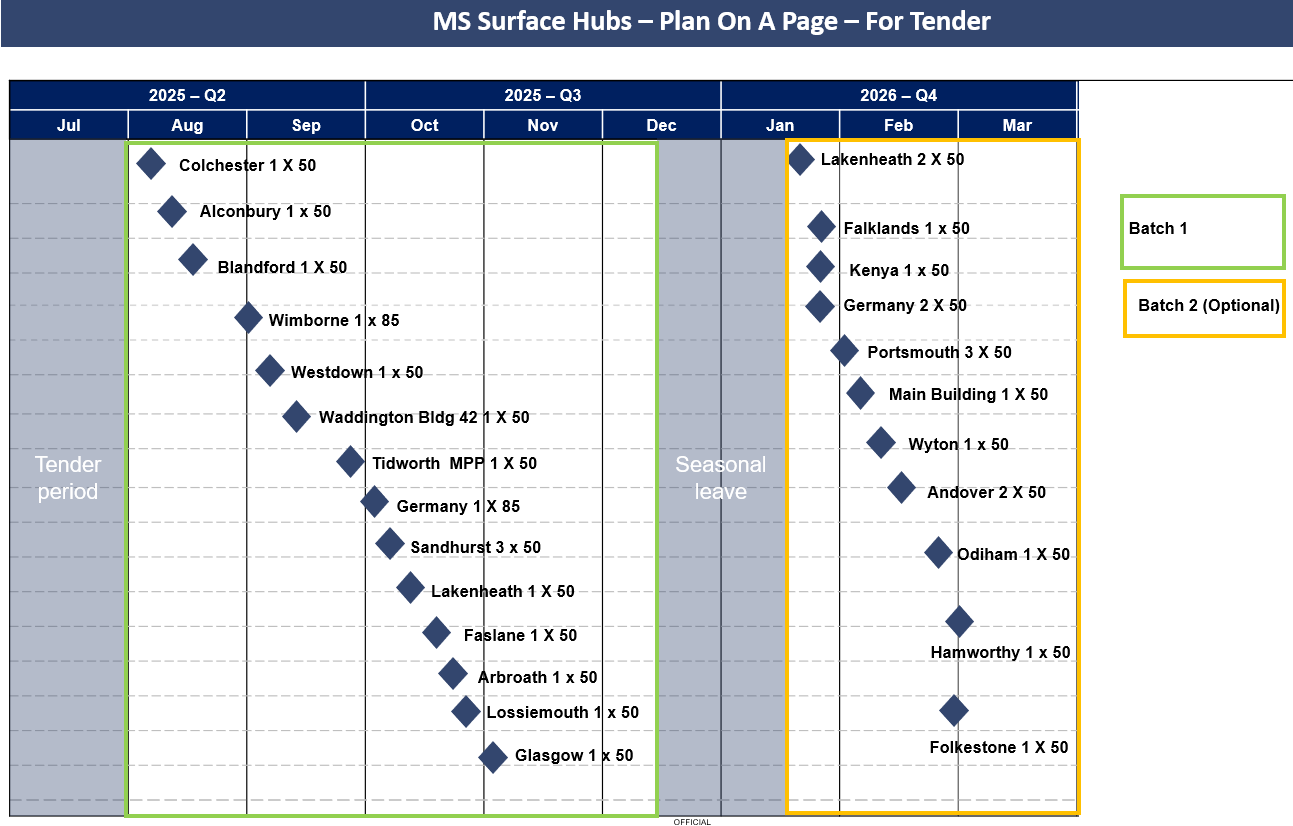 MS Surface Hubs – Plan On A Page – For Tender
2025 – Q2
2025 – Q3
2026 – Q4
Jul
Aug
Sep
Oct
Nov
Dec
Jan
Feb
Mar
Colchester 1 X 50
Alconbury 1 x 50
Blandford 1 X 50
Wimborne 1 x 85
Westdown 1 x 50
Waddington Bldg 42 1 X 50
Tidworth  MPP 1 X 50
Germany 1 X 85
Sandhurst 3 x 50
Lakenheath 1 X 50
Faslane 1 X 50
Arbroath 1 x 50
Lossiemouth 1 x 50
Glasgow 1 x 50
Tender
period
Seasonal
leave
Lakenheath 2 X 50
Falklands 1 x 50
Kenya 1 x 50
Germany 2 X 50
Portsmouth 3 X 50
Main Building 1 X 50
Wyton 1 x 50
Andover 2 X 50
Odiham 1 X 50
Hamworthy 1 x 50
Folkestone 1 X 50
Batch 1
Batch 2 (Optional)
OFFICIAL